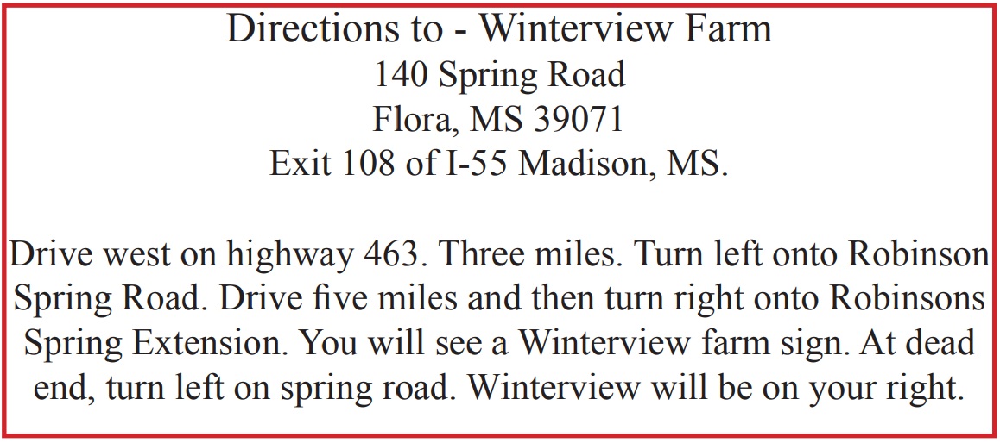 Directions to - Winterview Farm
140 Spring Road
Flora, MS 39071
Exit 108 of I-55 Madison, MS.
Drive west on highway 463. Three miles. Turn left onto Robinson
Spring Road. Drive five miles and then turn right onto Robinsons
Spring Extension. You will see a Winterview farm sign. At dead
end, turn left on spring road. Winterview will be on your right.